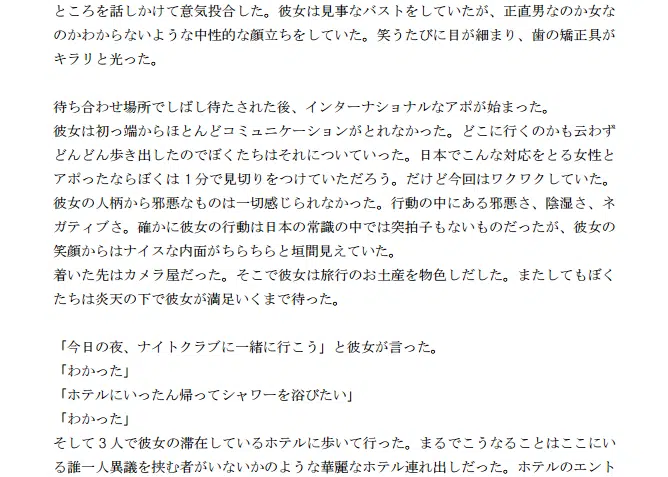 ところを話しかけて意気投合した。彼女は見事なバストをしていたが、正直男なのか女な
のかわからないような中性的な顔立ちをしていた。笑うたびに目が細まり、歯の矯正具が
キラリと光った。
待ち合わせ場所でしばし待たされた後、インターナショナルなアポが始まった。
彼女は初っ端からほとんどコミュニケーションがとれなかった。どこに行くのかも云わず
どんどん歩き出したのでぼくたちはそれについていった。日本でこんな対応をとる女性と
アポったならぼくは1分で見切りをつけていただろう。だけど今回はワクワクしていた。
彼女の人柄から邪悪なものは一切感じられなかった。行動の中にある邪悪さ、陰湿さ、ネ
ガティブさ。確かに彼女の行動は日本の常識の中では突拍子もないものだったが、彼女の
笑顔からはナイスな内面がちらちらと垣間見えていた。
着いた先はカメラ屋だった。そこで彼女は旅行のお土産を物色しだした。またしてもぼく
たちは炎天の下で彼女が満足いくまで待った。
「今日の夜、ナイトクラブに一緒に行こう」と彼女が言った。
「わかった」
「ホテルにいったん帰ってシャワーを浴びたい」
「わかった」
そして3人で彼女の滞在しているホテルに歩いて行った。まるでこうなることはここにい
る誰一人異議を挟む者がいないかのような華麗なホテル連れ出しだった。ホテルのエント